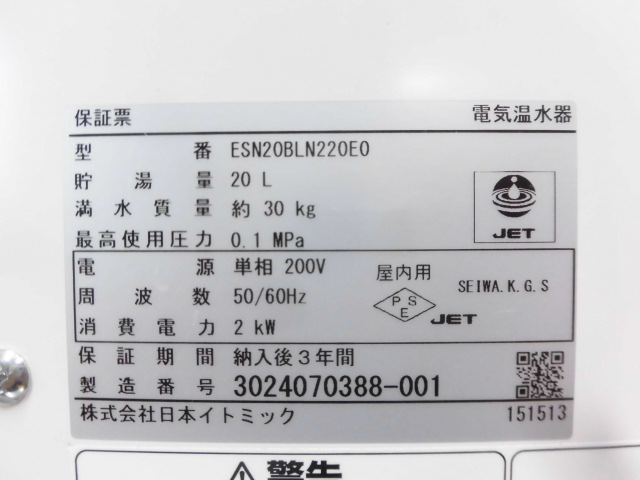 保証票 電気温水器
型番 ESN20BLN220E0
貯湯量 20 L
満水質量 約 30 kg
JET
最高使用圧力 0.1 MPa
電源 単相 200V 屋内用
周波数 50/60Hz PSE JET SEIWA.K.G.S
消費電力 2 kW
保証期間 納入後3年間
製造番号 3024070388-001
株式会社日本イトミック 151513
警告